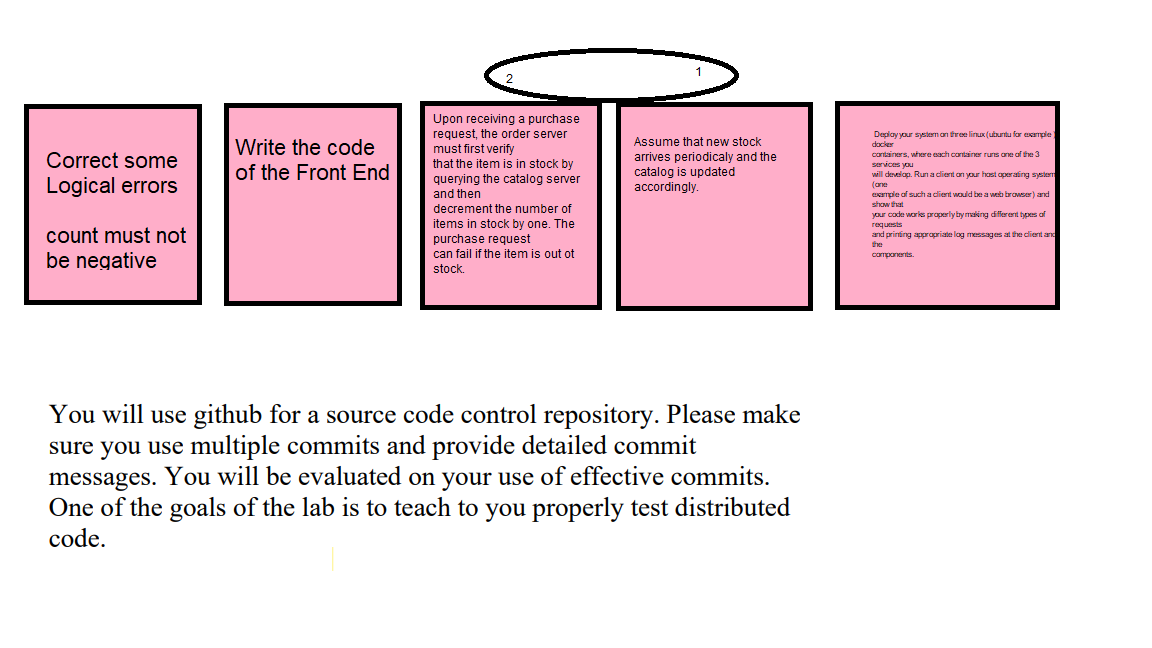 2
1
Correct some
Logical errors
count must not
be negative
Write the code
of the Front End
Upon receiving a purchase
request, the order server
must first verify
that the item is in stock by
querying the catalog server
and then
decrement the number of
items in stock by one. The
purchase request
can fail if the item is out ot
stock.
Assume that new stock
arrives periodicaly and the
catalog is updated
accordingly.
Deploy your system on three linux (ubuntu for example )
docker
containers, where each container runs one of the 3
services you
will develop. Run a client on your host operating system
(one
example of such a client would be a web browser) and
show that
your code works properly by making different types of
requests
and printing appropriate log messages at the client and
the
components.
You will use github for a source code control repository. Please make
sure you use multiple commits and provide detailed commit
messages. You will be evaluated on your use of effective commits.
One of the goals of the lab is to teach to you properly test distributed
code.